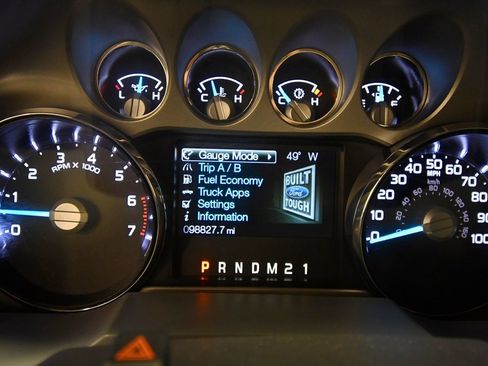 L H
C H
C H
E F
Gauge Mode 49° W
Trip A / B
Fuel Economy
Truck Apps
Settings
Information
098827.7 mi
BUILT
Ford
TOUGH
P R N D M 2 1
0 1 2 3 4 5 6 7
RPM X 1000
0 10 20 30 40 50 60 70 80 90 100
MPH
km/h